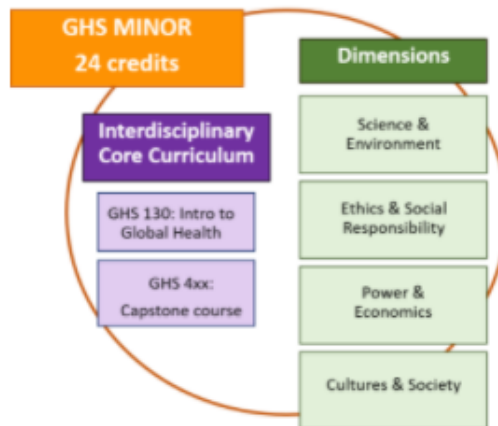 GHS MINOR
24 credits
Interdisciplinary
Core Curriculum
GHS 130: Intro to
Global Health
GHS 4xx:
Capstone course
Dimensions
Science &
Environment
Ethics & Social
Responsibility
Power &
Economics
Cultures & Society